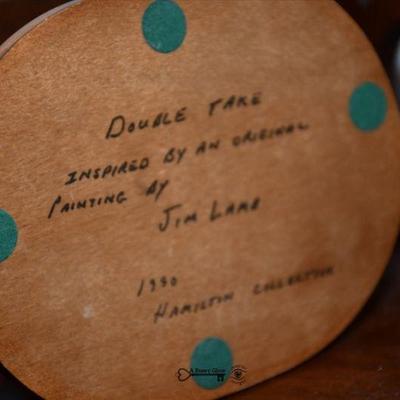 DOUBLE TAKE
INSPIRED BY AN ORIGINAL
PAINTING BY
JIM LAMB
1990
HAMILTON COLLECTION